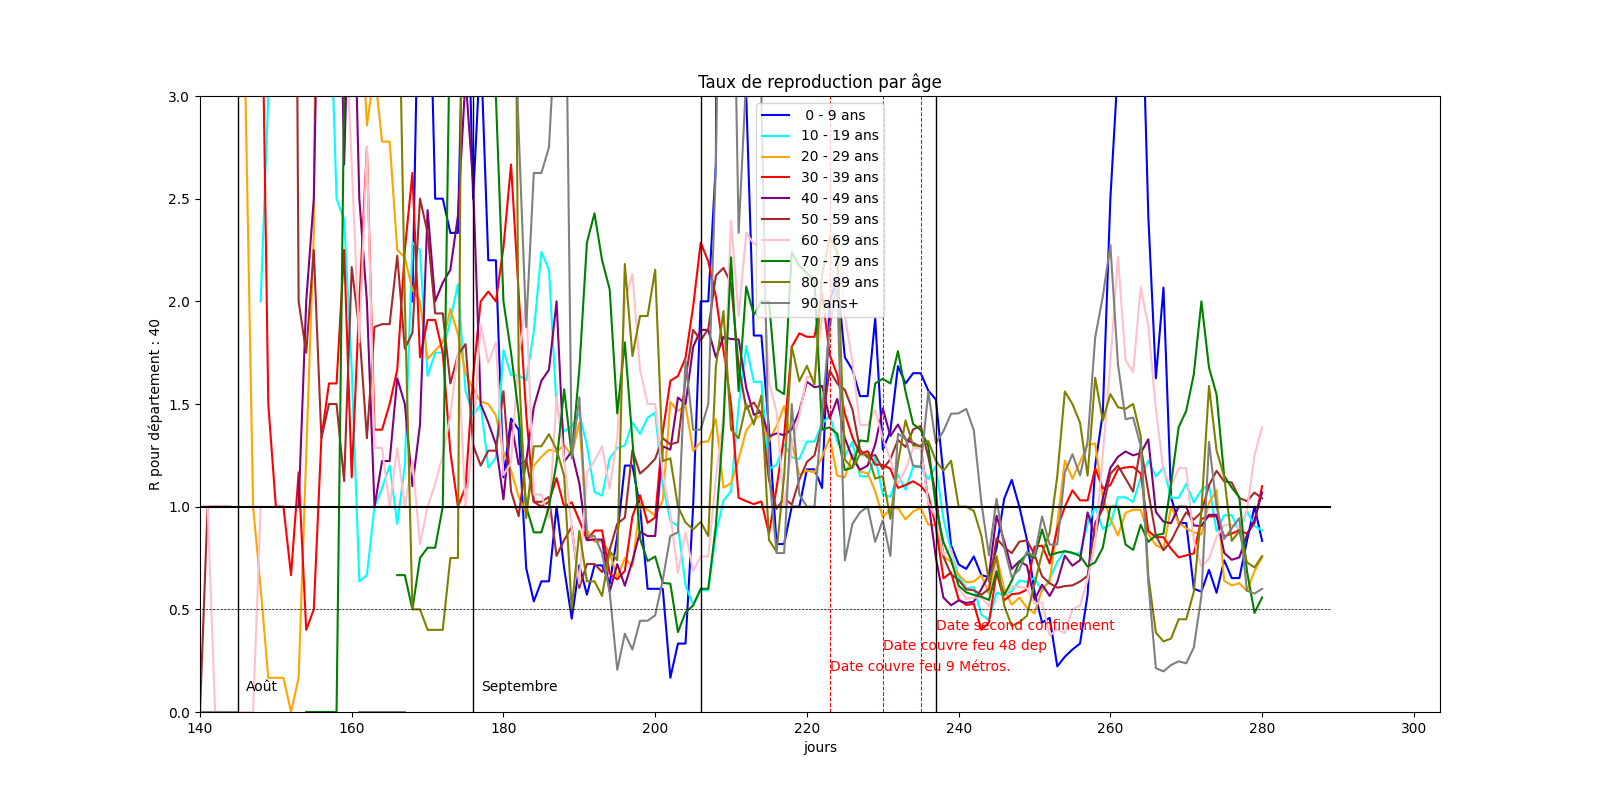 Taux de reproduction par âge
R pour département : 40
3.0
2.5
2.0
1.5
1.0
0.5
0.0
0 - 9 ans
10 - 19 ans
20 - 29 ans
30 - 39 ans
40 - 49 ans
50 - 59 ans
60 - 69 ans
70 - 79 ans
80 - 89 ans
90 ans+
Date second confinement
Date couvre feu 48 dep
Date couvre feu 9 Métros.
Août
Septembre
140 160 180 200 220 240 260 280 300
jours